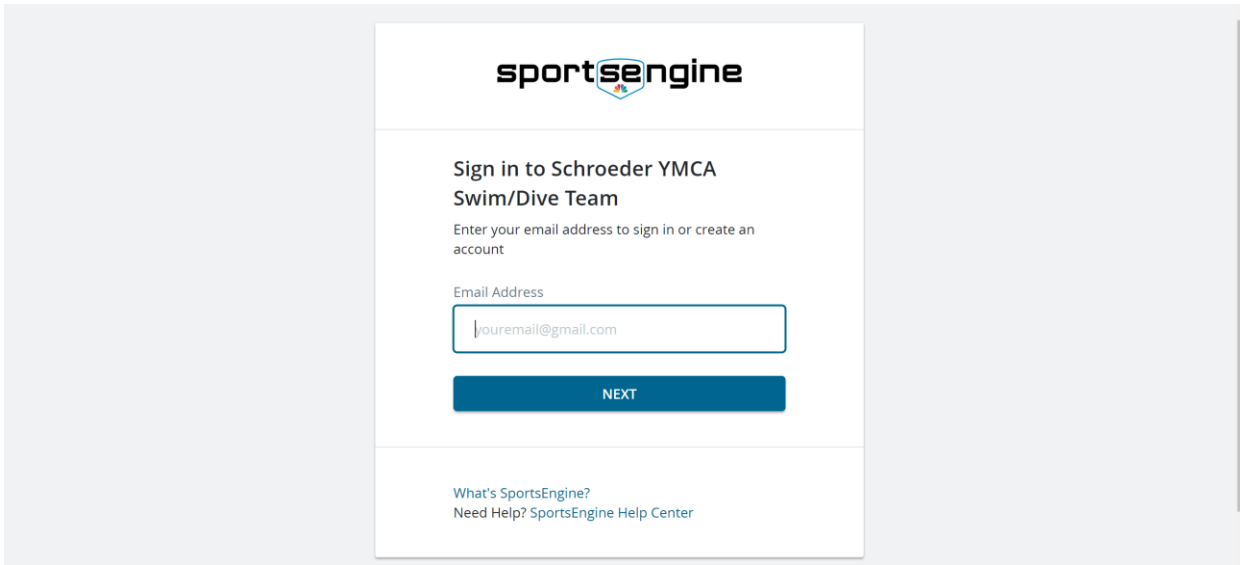 sportsengine
Sign in to Schroeder YMCA
Swim/Dive Team
Enter your email address to sign in or create an
account
Email Address
youremail@gmail.com
NEXT
What's SportsEngine?
Need Help? SportsEngine Help Center